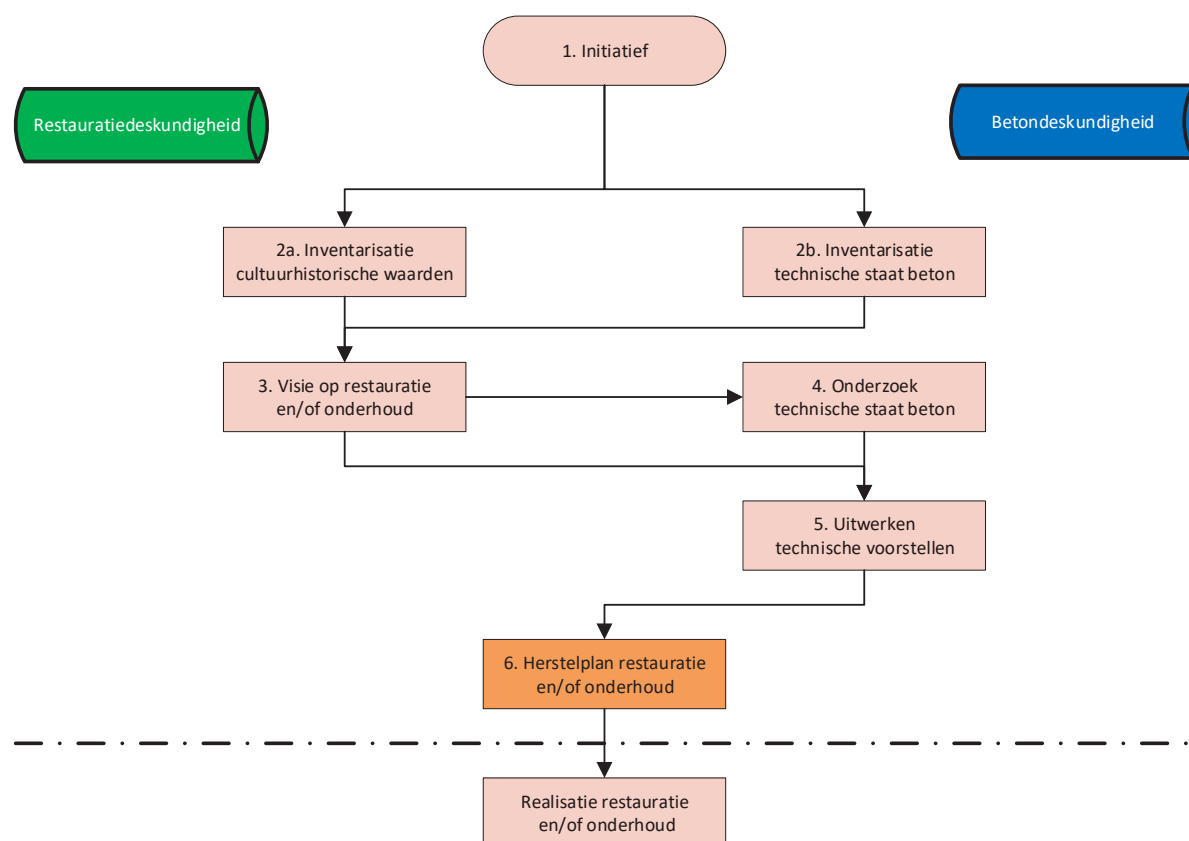 1. Initiatief
Restauratiedeskundigheid
Betondeskundigheid
2a. Inventarisatie
cultuurhistorische waarden
2b. Inventarisatie
technische staat beton
3. Visie op restauratie
en/of onderhoud
4. Onderzoek
technische staat beton
5. Uitwerken
technische voorstellen
6. Herstelplan restauratie
en/of onderhoud
Realisatie restauratie
en/of onderhoud